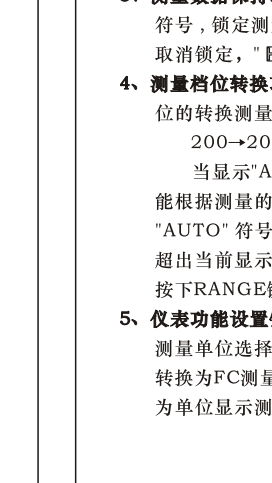 符号，锁定测
取消锁定，"
4、测量档位转换
位的转换测量
200→20
当显示"A
能根据测量的
"AUTO" 符号
超出当前显示
按下RANGE
5、仪表功能设置
测量单位选择
转换为FC测量
为单位显示测